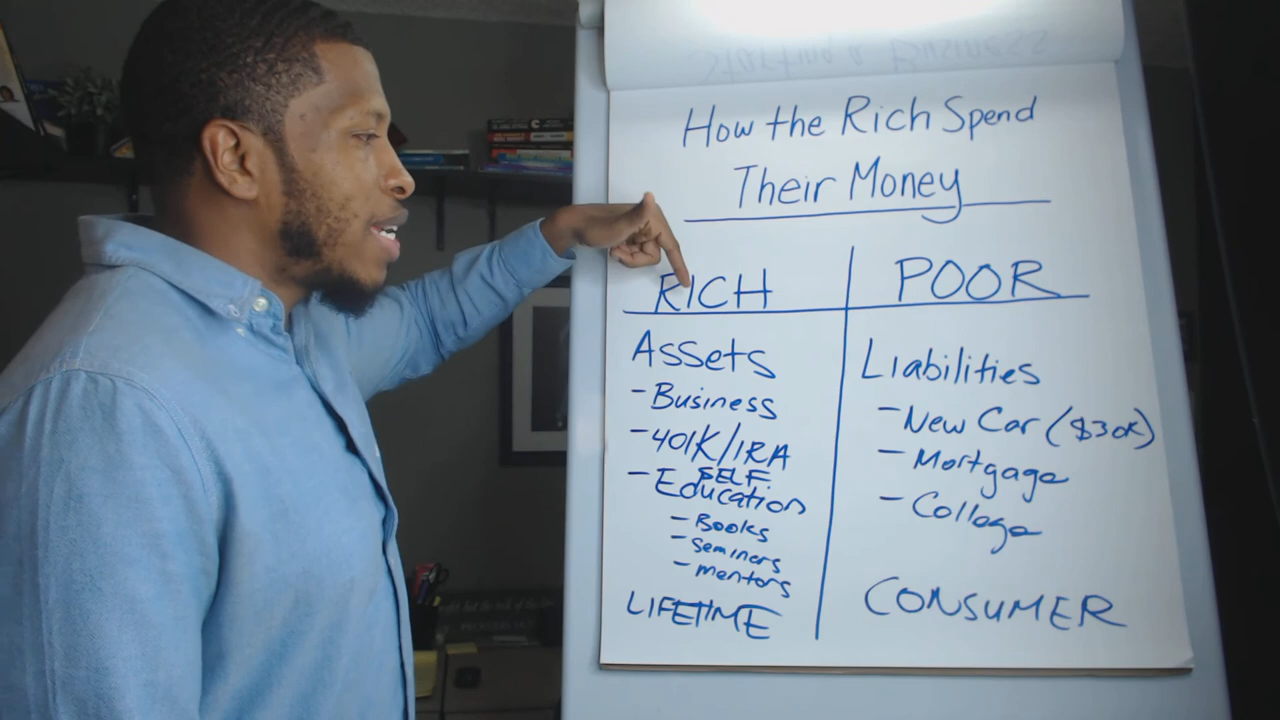 How the Rich Spend
Their Money
RICH
Assets
- Business
- 401K/IRA
SELF
- Education
- Books
- Seminers
- mentors
LIFETIME
POOR
Liabilities
- New Car ($30K)
- Mortgage
- College
CONSUMER